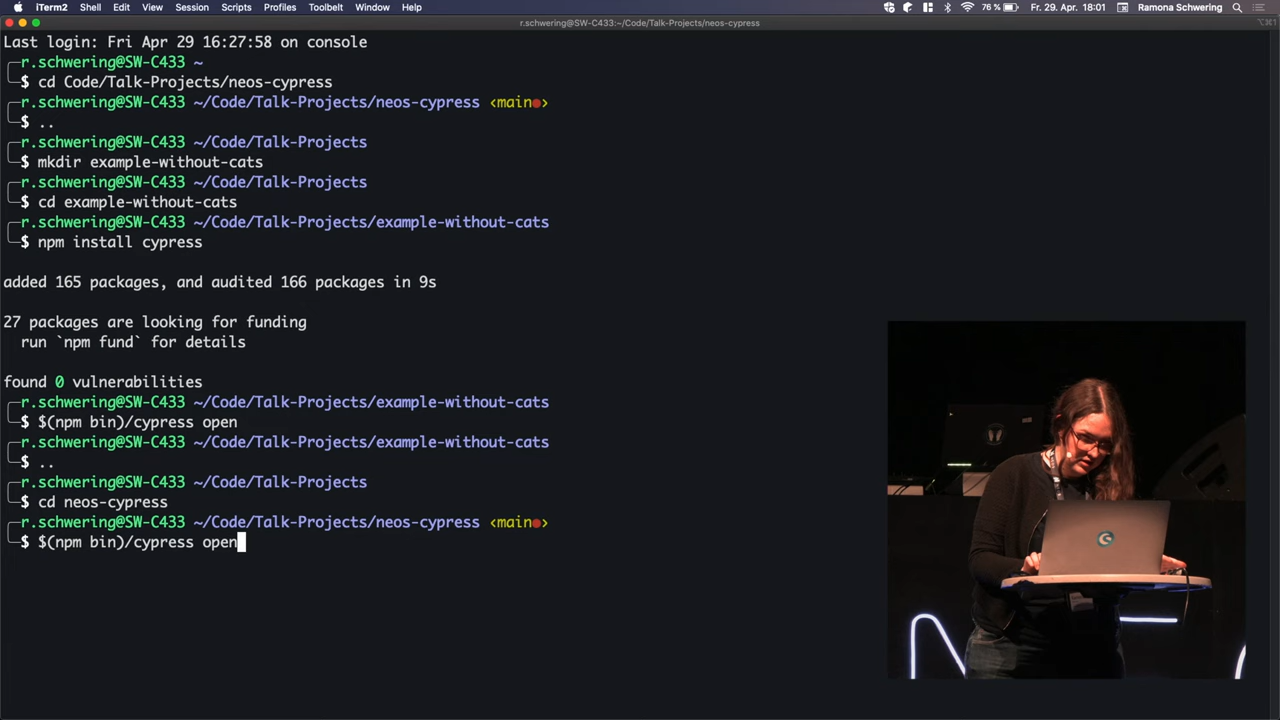 iTerm2 Shell Edit View Session Scripts Profiles Toolbelt Window Help 76 % Fr. 29. Apr. 18:01 Ramona Schwering
r.schwering@SW-C433:~/Code/Talk-Projects/neos-cypress
Last login: Fri Apr 29 16:27:58 on console
r.schwering@SW-C433 ~
$ cd Code/Talk-Projects/neos-cypress
r.schwering@SW-C433 ~/Code/Talk-Projects/neos-cypress ‹main●›
$ ..
r.schwering@SW-C433 ~/Code/Talk-Projects
$ mkdir example-without-cats
r.schwering@SW-C433 ~/Code/Talk-Projects
$ cd example-without-cats
r.schwering@SW-C433 ~/Code/Talk-Projects/example-without-cats
$ npm install cypress
added 165 packages, and audited 166 packages in 9s
27 packages are looking for funding
run `npm fund` for details
found 0 vulnerabilities
r.schwering@SW-C433 ~/Code/Talk-Projects/example-without-cats
$ $(npm bin)/cypress open
r.schwering@SW-C433 ~/Code/Talk-Projects/example-without-cats
$ ..
r.schwering@SW-C433 ~/Code/Talk-Projects
$ cd neos-cypress
r.schwering@SW-C433 ~/Code/Talk-Projects/neos-cypress ‹main●›
$ $(npm bin)/cypress open